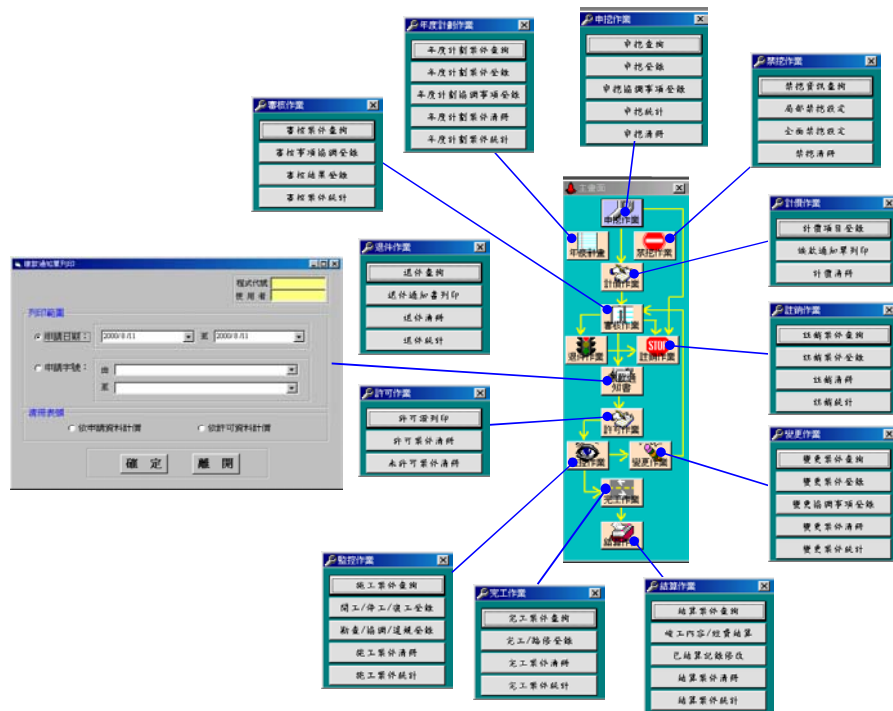 年度計劃作業
年度計劃案件查詢
年度計劃案件登錄
年度計劃協調事項登錄
年度計劃案件清冊
年度計劃案件統計
申挖作業
申挖查詢
申挖登錄
申挖協調事項登錄
申挖統計
申挖清冊
禁挖作業
禁挖資訊查詢
局部禁挖設定
全面禁挖設定
禁挖清冊
審核作業
審核案件查詢
審核事項協調登錄
審核結果登錄
審核案件統計
主畫面
申挖作業
年度計畫
禁挖作業
計價作業
審核作業
退件作業
註銷作業
繳款通
知書
許可作業
監控作業
變更作業
完工作業
結算作業
計價作業
計價項目登錄
繳款通知單列印
計價清冊
退件作業
退件查詢
退件通知書列印
退件清冊
退件統計
繳款通知單列印
程式代號
使用者
列印範圍
申請日期：
2000/8/11
至
2000/8/11
申請字號：
由
至
適用表頭
依申請資料計價
依許可資料計價
確定
離開
註銷作業
註銷案件查詢
註銷案件登錄
註銷清冊
註銷統計
許可作業
許可證列印
許可案件清冊
未許可案件清冊
變更作業
變更案件查詢
變更案件登錄
變更協調事項登錄
變更案件清冊
變更案件統計
監控作業
施工案件查詢
開工/停工/復工登錄
勘查/協調/違規登錄
施工案件清冊
施工案件統計
完工作業
完工案件查詢
完工/路修登錄
完工案件清冊
完工案件統計
結算作業
結算案件查詢
竣工內容/經費結算
已結算記錄修改
結算案件清冊
結算案件統計